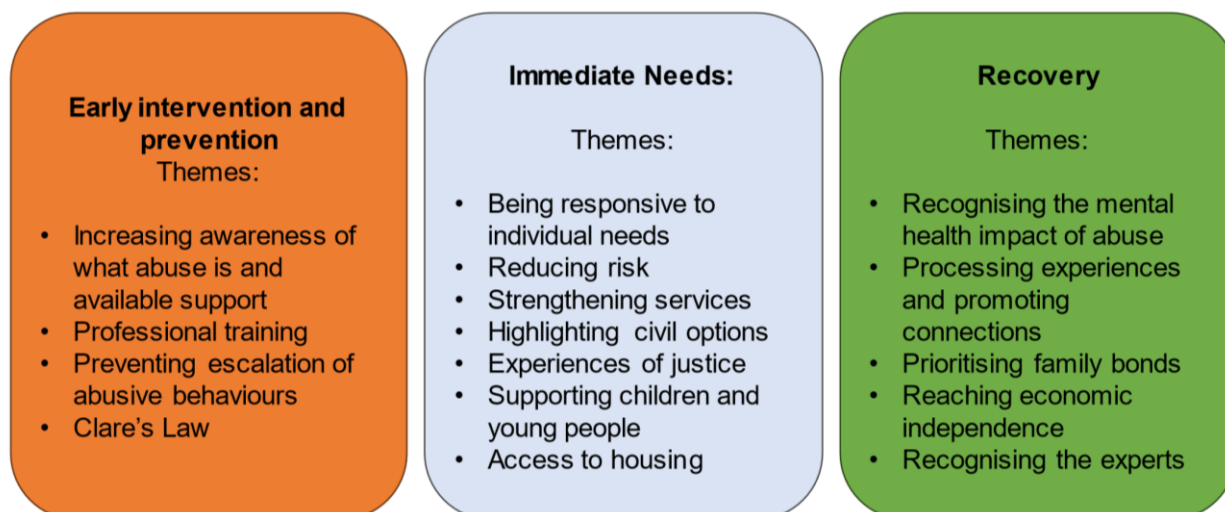 Early intervention and
prevention
Themes:
• Increasing awareness of
what abuse is and
available support
• Professional training
• Preventing escalation of
abusive behaviours
• Clare's Law
Immediate Needs:
Themes:
• Being responsive to
individual needs
• Reducing risk
• Strengthening services
• Highlighting civil options
• Experiences of justice
• Supporting children and
young people
• Access to housing
Recovery
Themes:
• Recognising the mental
health impact of abuse
• Processing experiences
and promoting
connections
• Prioritising family bonds
• Reaching economic
independence
• Recognising the experts